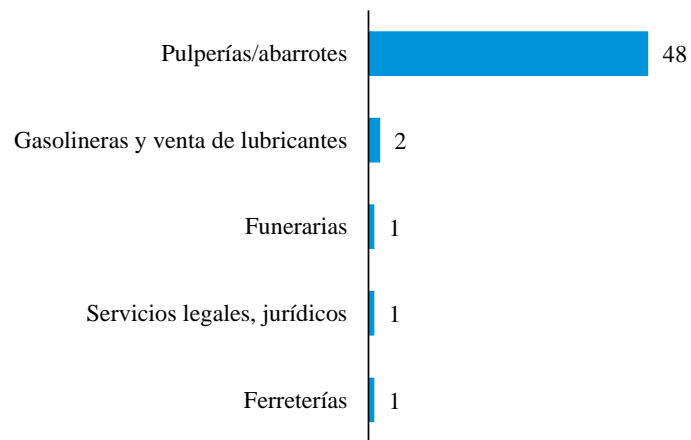 Pulperías/abarrotes 48
Gasolineras y venta de lubricantes 2
Funerarias 1
Servicios legales, jurídicos 1
Ferreterías 1